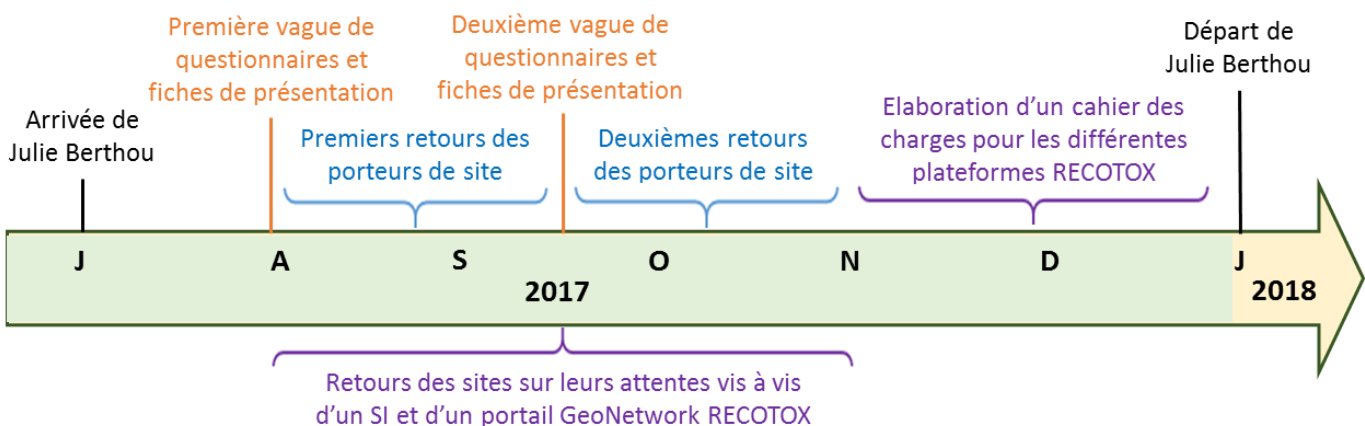 Première vague de
questionnaires et
fiches de présentation
Deuxième vague de
questionnaires et
fiches de présentation
Départ de
Julie Berthou
Arrivée de
Julie Berthou
Premiers retours des
porteurs de site
Deuxièmes retours
des porteurs de site
Elaboration d'un cahier des
charges pour les différentes
plateformes RECOTOX
J A S O N D J
2017
2018
Retours des sites sur leurs attentes vis à vis
d'un SI et d'un portail GeoNetwork RECOTOX